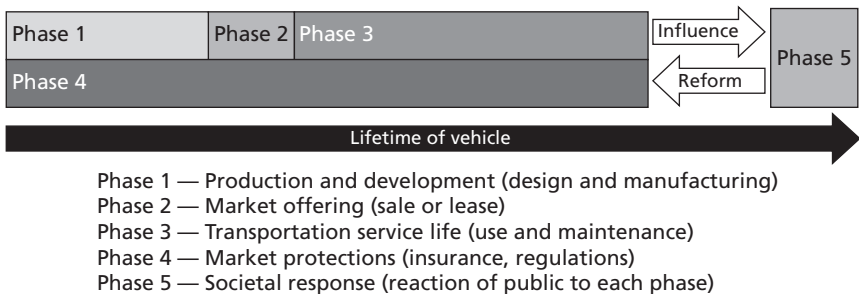 Phase 1 Phase 2 Phase 3 Influence
Phase 5
Phase 4 Reform
Lifetime of vehicle
Phase 1 — Production and development (design and manufacturing)
Phase 2 — Market offering (sale or lease)
Phase 3 — Transportation service life (use and maintenance)
Phase 4 — Market protections (insurance, regulations)
Phase 5 — Societal response (reaction of public to each phase)